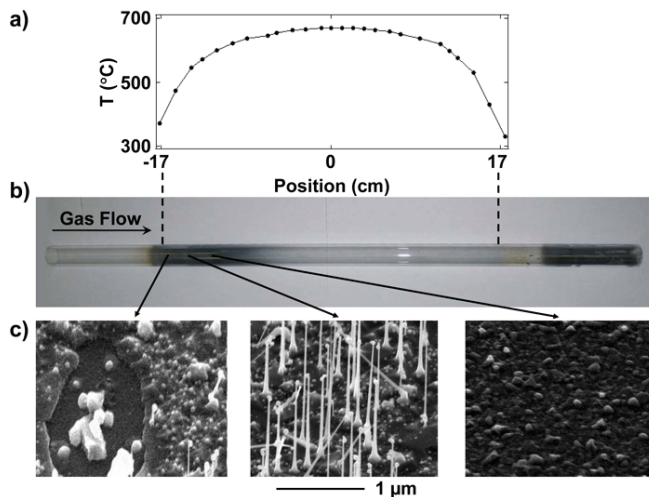 a)
700
500
300
T (°C)
-17
0
17
Position (cm)
b)
Gas Flow
c)
1 µm